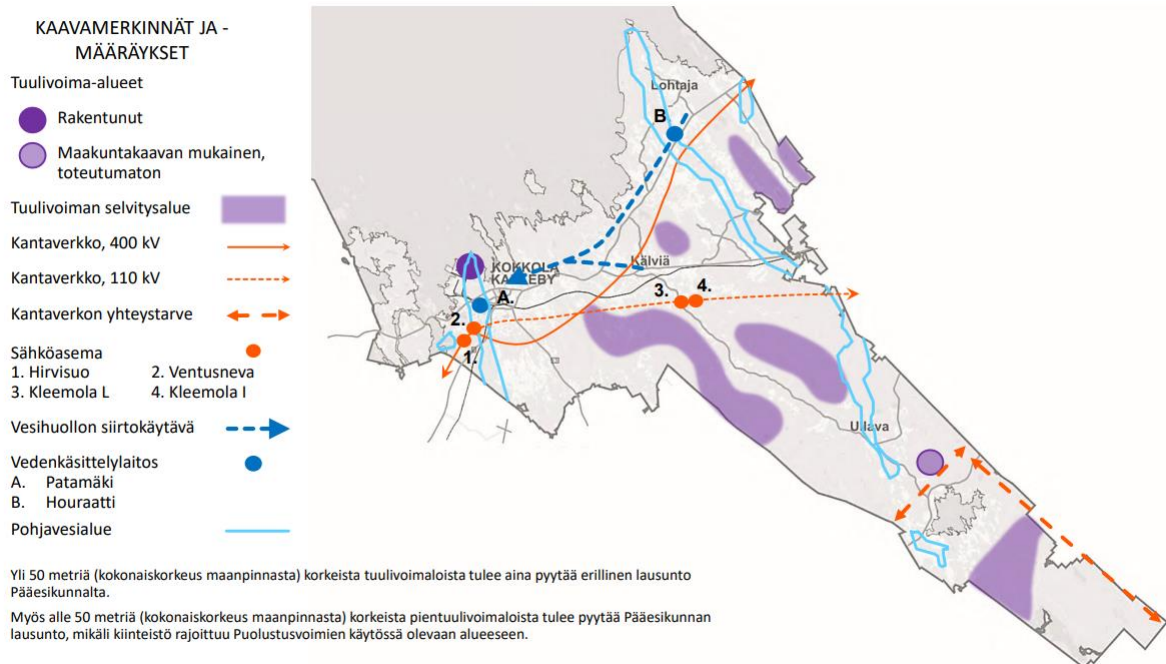 KAAVAMERKINNÄT JA -
MÄÄRÄYKSET
Tuulivoima-alueet
Rakentunut
Maakuntakaavan mukainen,
toteutumaton
Tuulivoiman selvitysalue
Kantaverkko, 400 kV
Kantaverkko, 110 kV
Kantaverkon yhteystarve
Sähköasema
1. Hirvisuo 2. Ventusneva
3. Kleemola L 4. Kleemola I
Vesihuollon siirtokäytävä
Vedenkäsittelylaitos
A. Patamäki
B. Houraatti
Pohjavesialue
Lohtaja
B
KOKKOLA
KARLEBY
Kälviä
A.
3.
4.
2.
1.
Ullava
Yli 50 metriä (kokonaiskorkeus maanpinnasta) korkeista tuulivoimaloista tulee aina pyytää erillinen lausunto
Pääesikunnalta.
Myös alle 50 metriä (kokonaiskorkeus maanpinnasta) korkeista pientuulivoimaloista tulee pyytää Pääesikunnan
lausunto, mikäli kiinteistö rajoittuu Puolustusvoimien käytössä olevaan alueeseen.